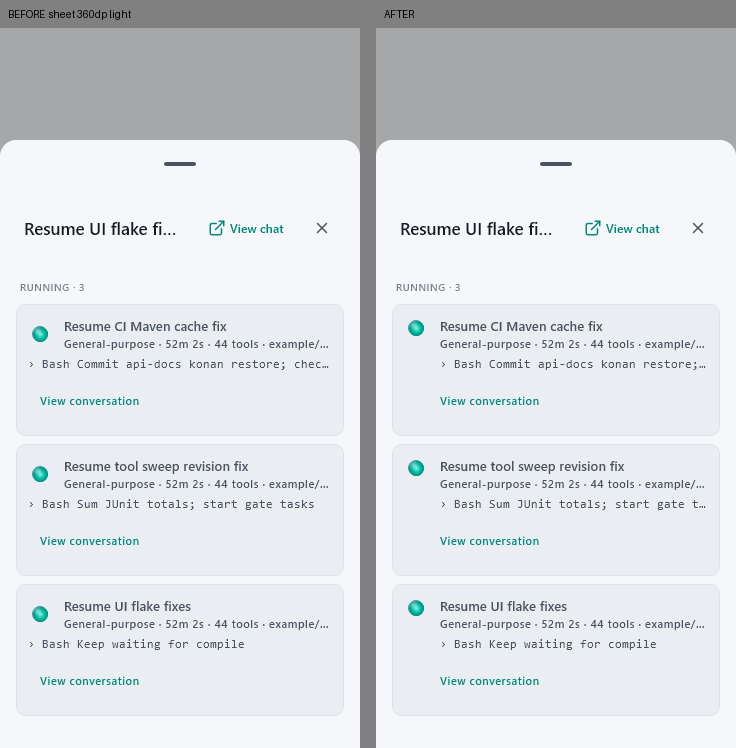 BEFORE sheet 360dp light
Resume UI flake fi…
View chat
RUNNING · 3
Resume CI Maven cache fix
General-purpose · 52m 2s · 44 tools · example/…
› Bash Commit api-docs konan restore; chec…
View conversation
Resume tool sweep revision fix
General-purpose · 52m 2s · 44 tools · example/…
› Bash Sum JUnit totals; start gate tasks
View conversation
Resume UI flake fixes
General-purpose · 52m 2s · 44 tools · example/…
› Bash Keep waiting for compile
View conversation
AFTER
Resume UI flake fi…
View chat
RUNNING · 3
Resume CI Maven cache fix
General-purpose · 52m 2s · 44 tools · example/…
› Bash Commit api-docs konan restore;…
View conversation
Resume tool sweep revision fix
General-purpose · 52m 2s · 44 tools · example/…
› Bash Sum JUnit totals; start gate t…
View conversation
Resume UI flake fixes
General-purpose · 52m 2s · 44 tools · example/…
› Bash Keep waiting for compile
View conversation